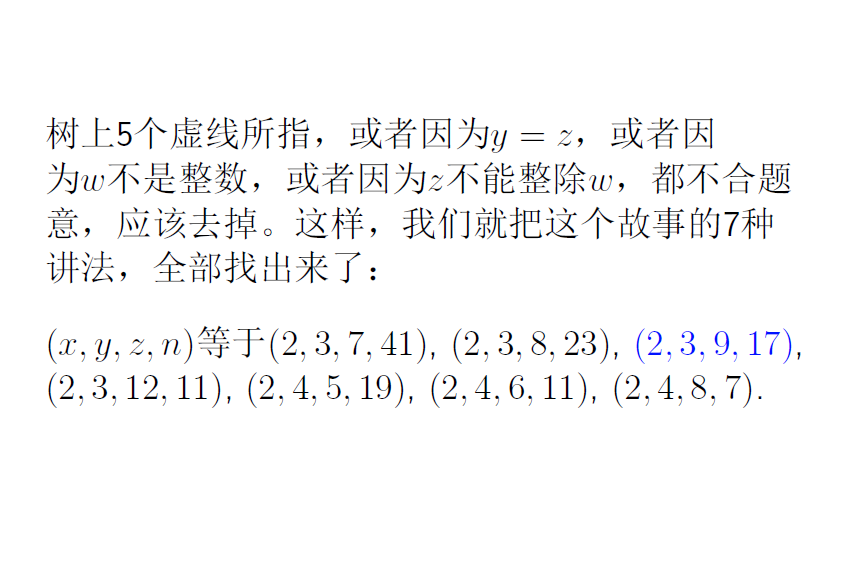 树上5个虚线所指，或者因为y = z，或者因
为w不是整数，或者因为z不能整除w，都不合题
意，应该去掉。这样，我们就把这个故事的7种
讲法，全部找出来了：
(x, y, z, n)等于(2, 3, 7, 41), (2, 3, 8, 23), (2, 3, 9, 17),
(2, 3, 12, 11), (2, 4, 5, 19), (2, 4, 6, 11), (2, 4, 8, 7).